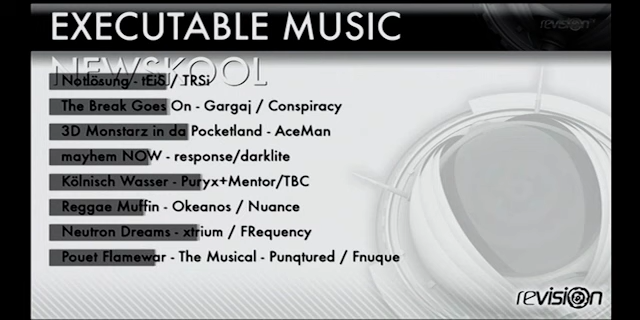 EXECUTABLE MUSIC
revision
NEWSKOOL
Notlösung - tEiS / TRSi
The Break Goes On - Gargaj / Conspiracy
3D Monstarz in da Pocketland - AceMan
mayhem NOW - response/darklite
Kölnisch Wasser - Puryx+Mentor/TBC
Reggae Muffin - Okeanos / Nuance
Neutron Dreams - xtrium / FRequency
Pouet Flamewar - The Musical - Punqtured / Fnuque
revision